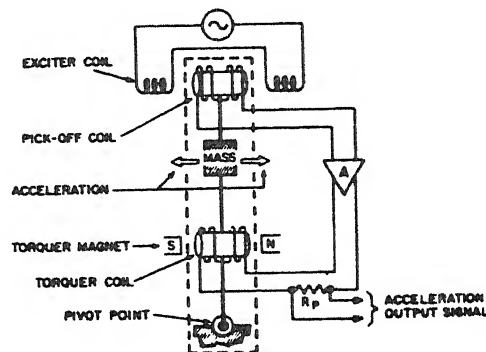 EXCITER COIL
PICK-OFF COIL
MASS
ACCELERATION
A
TORQUER MAGNET
S
N
TORQUER COIL
Rp
ACCELERATION
OUTPUT SIGNAL
PIVOT POINT